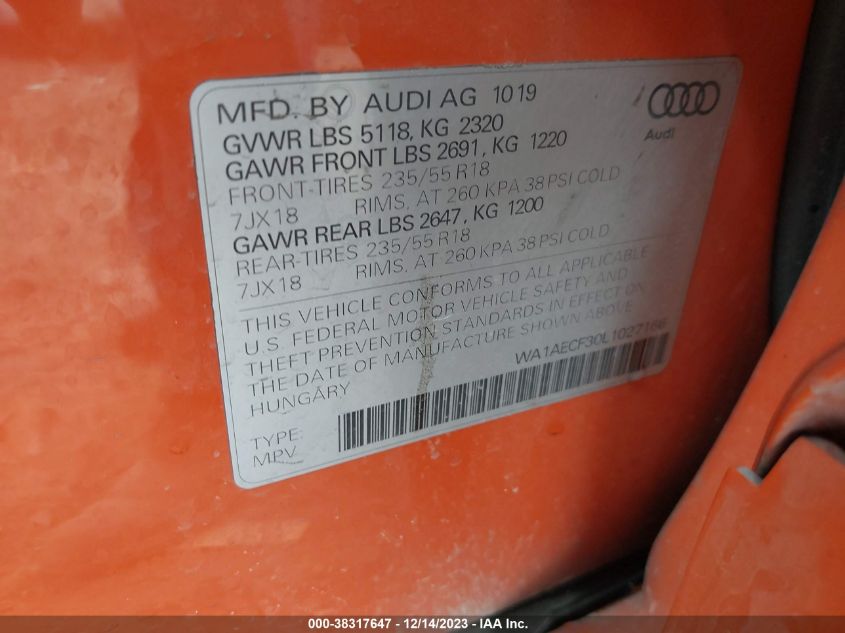 MFD. BY AUDI AG 10 19
Audi
GVWR LBS 5118, KG 2320
GAWR FRONT LBS 2691, KG 1220
FRONT-TIRES 235/55 R18
7JX18 RIMS, AT 260 KPA 38 PSI COLD
GAWR REAR LBS 2647, KG 1200
REAR-TIRES 235/55 R18
7JX18 RIMS, AT 260 KPA 38 PSI COLD
THIS VEHICLE CONFORMS TO ALL APPLICABLE
U.S. FEDERAL MOTOR VEHICLE SAFETY AND
THEFT PREVENTION STANDARDS IN EFFECT ON
THE DATE OF MANUFACTURE SHOWN ABOVE
HUNGARY
WA1AECF30L1027166
TYPE:
MPV
000-38317647 - 12/14/2023 - IAA Inc.